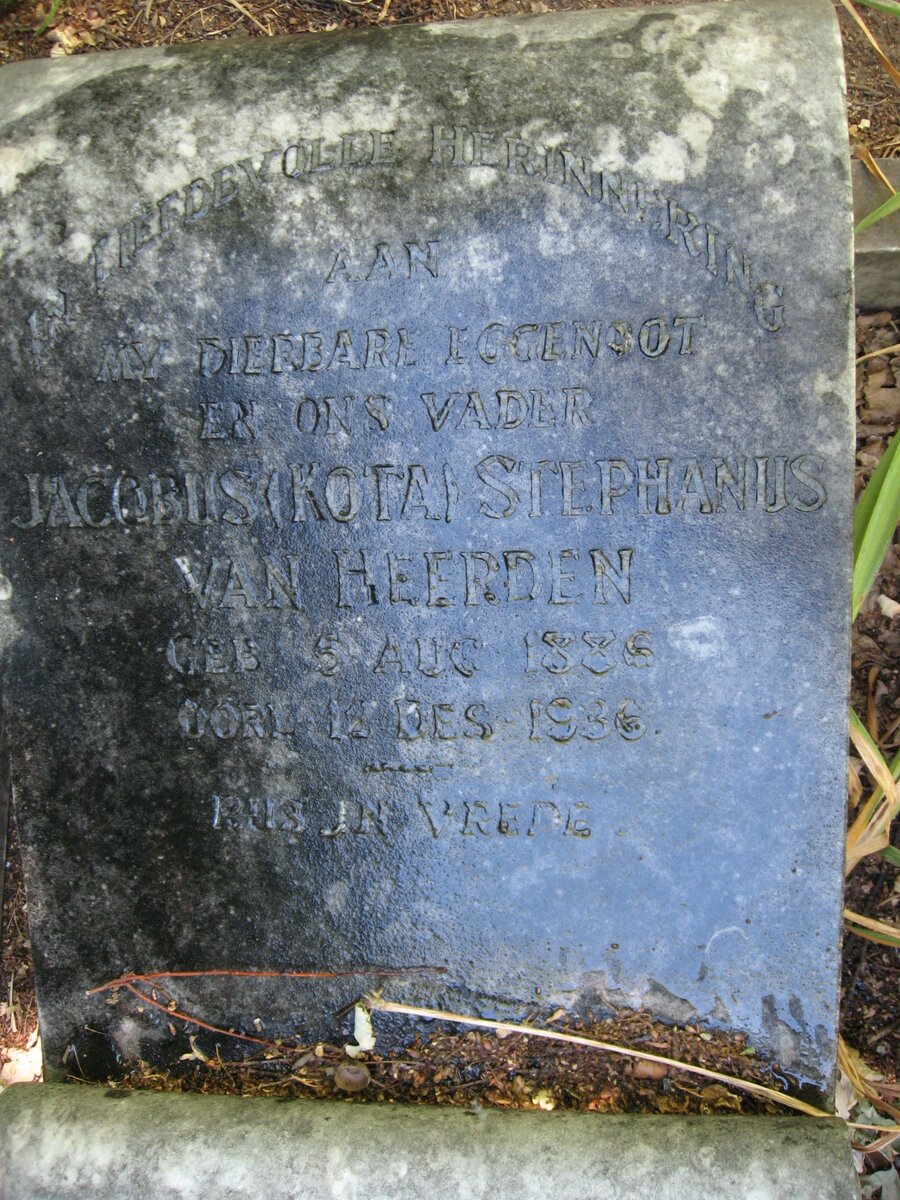 IN LIEFDEVOLLE HERINNERING
AAN
MY DIERBARE EGGENOOT
EN ONS VADER
JACOBUS (KOTA) STEPHANUS
VAN HEERDEN
GEB 5 AUG 1886
OORL 12 DES 1936.
RUS IN VREDE.